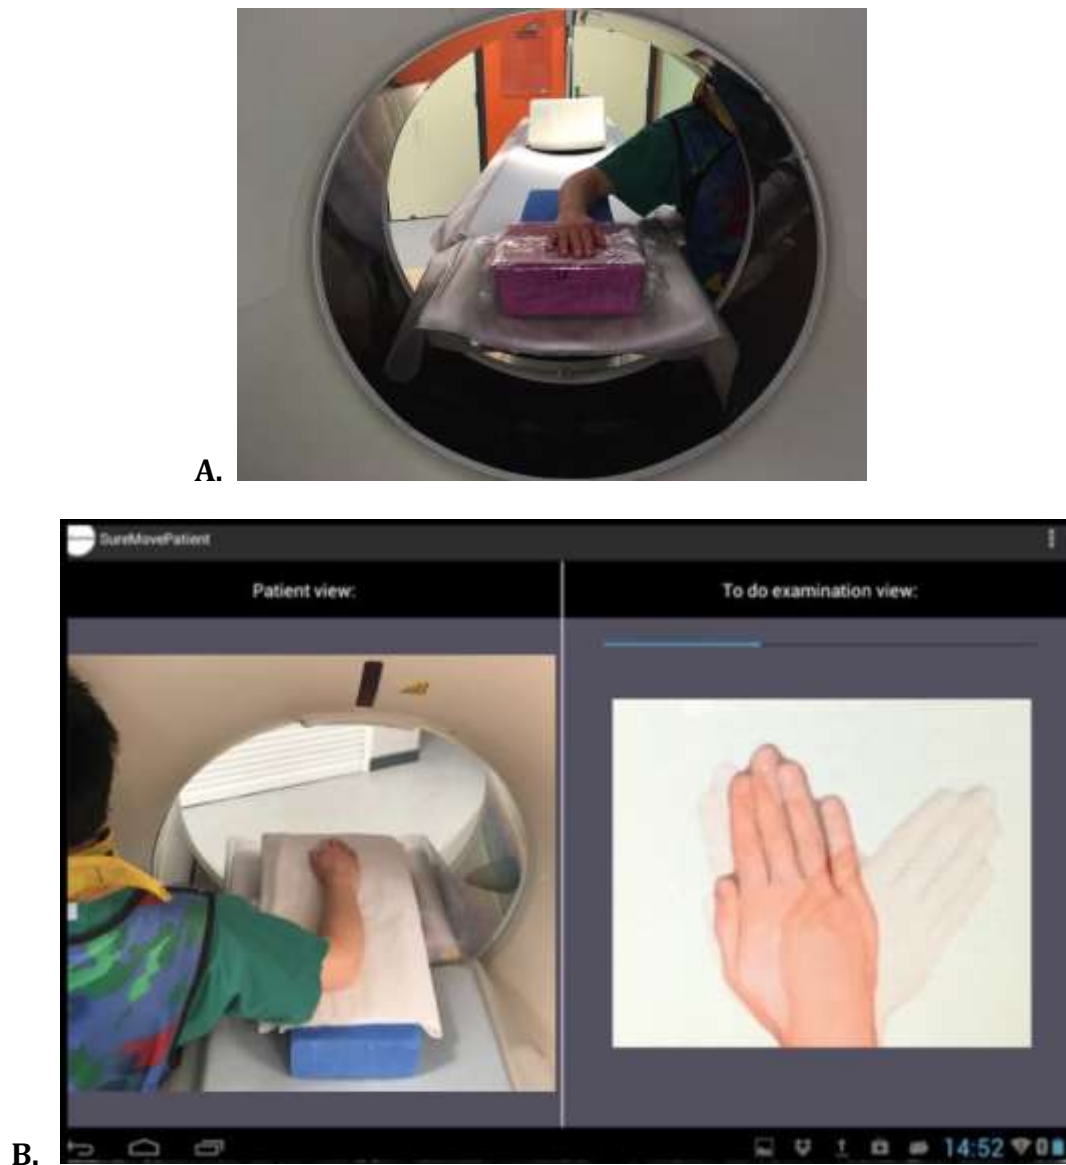 A.
SureMovePatient
Patient view:
To do examination view:
B.
14:52